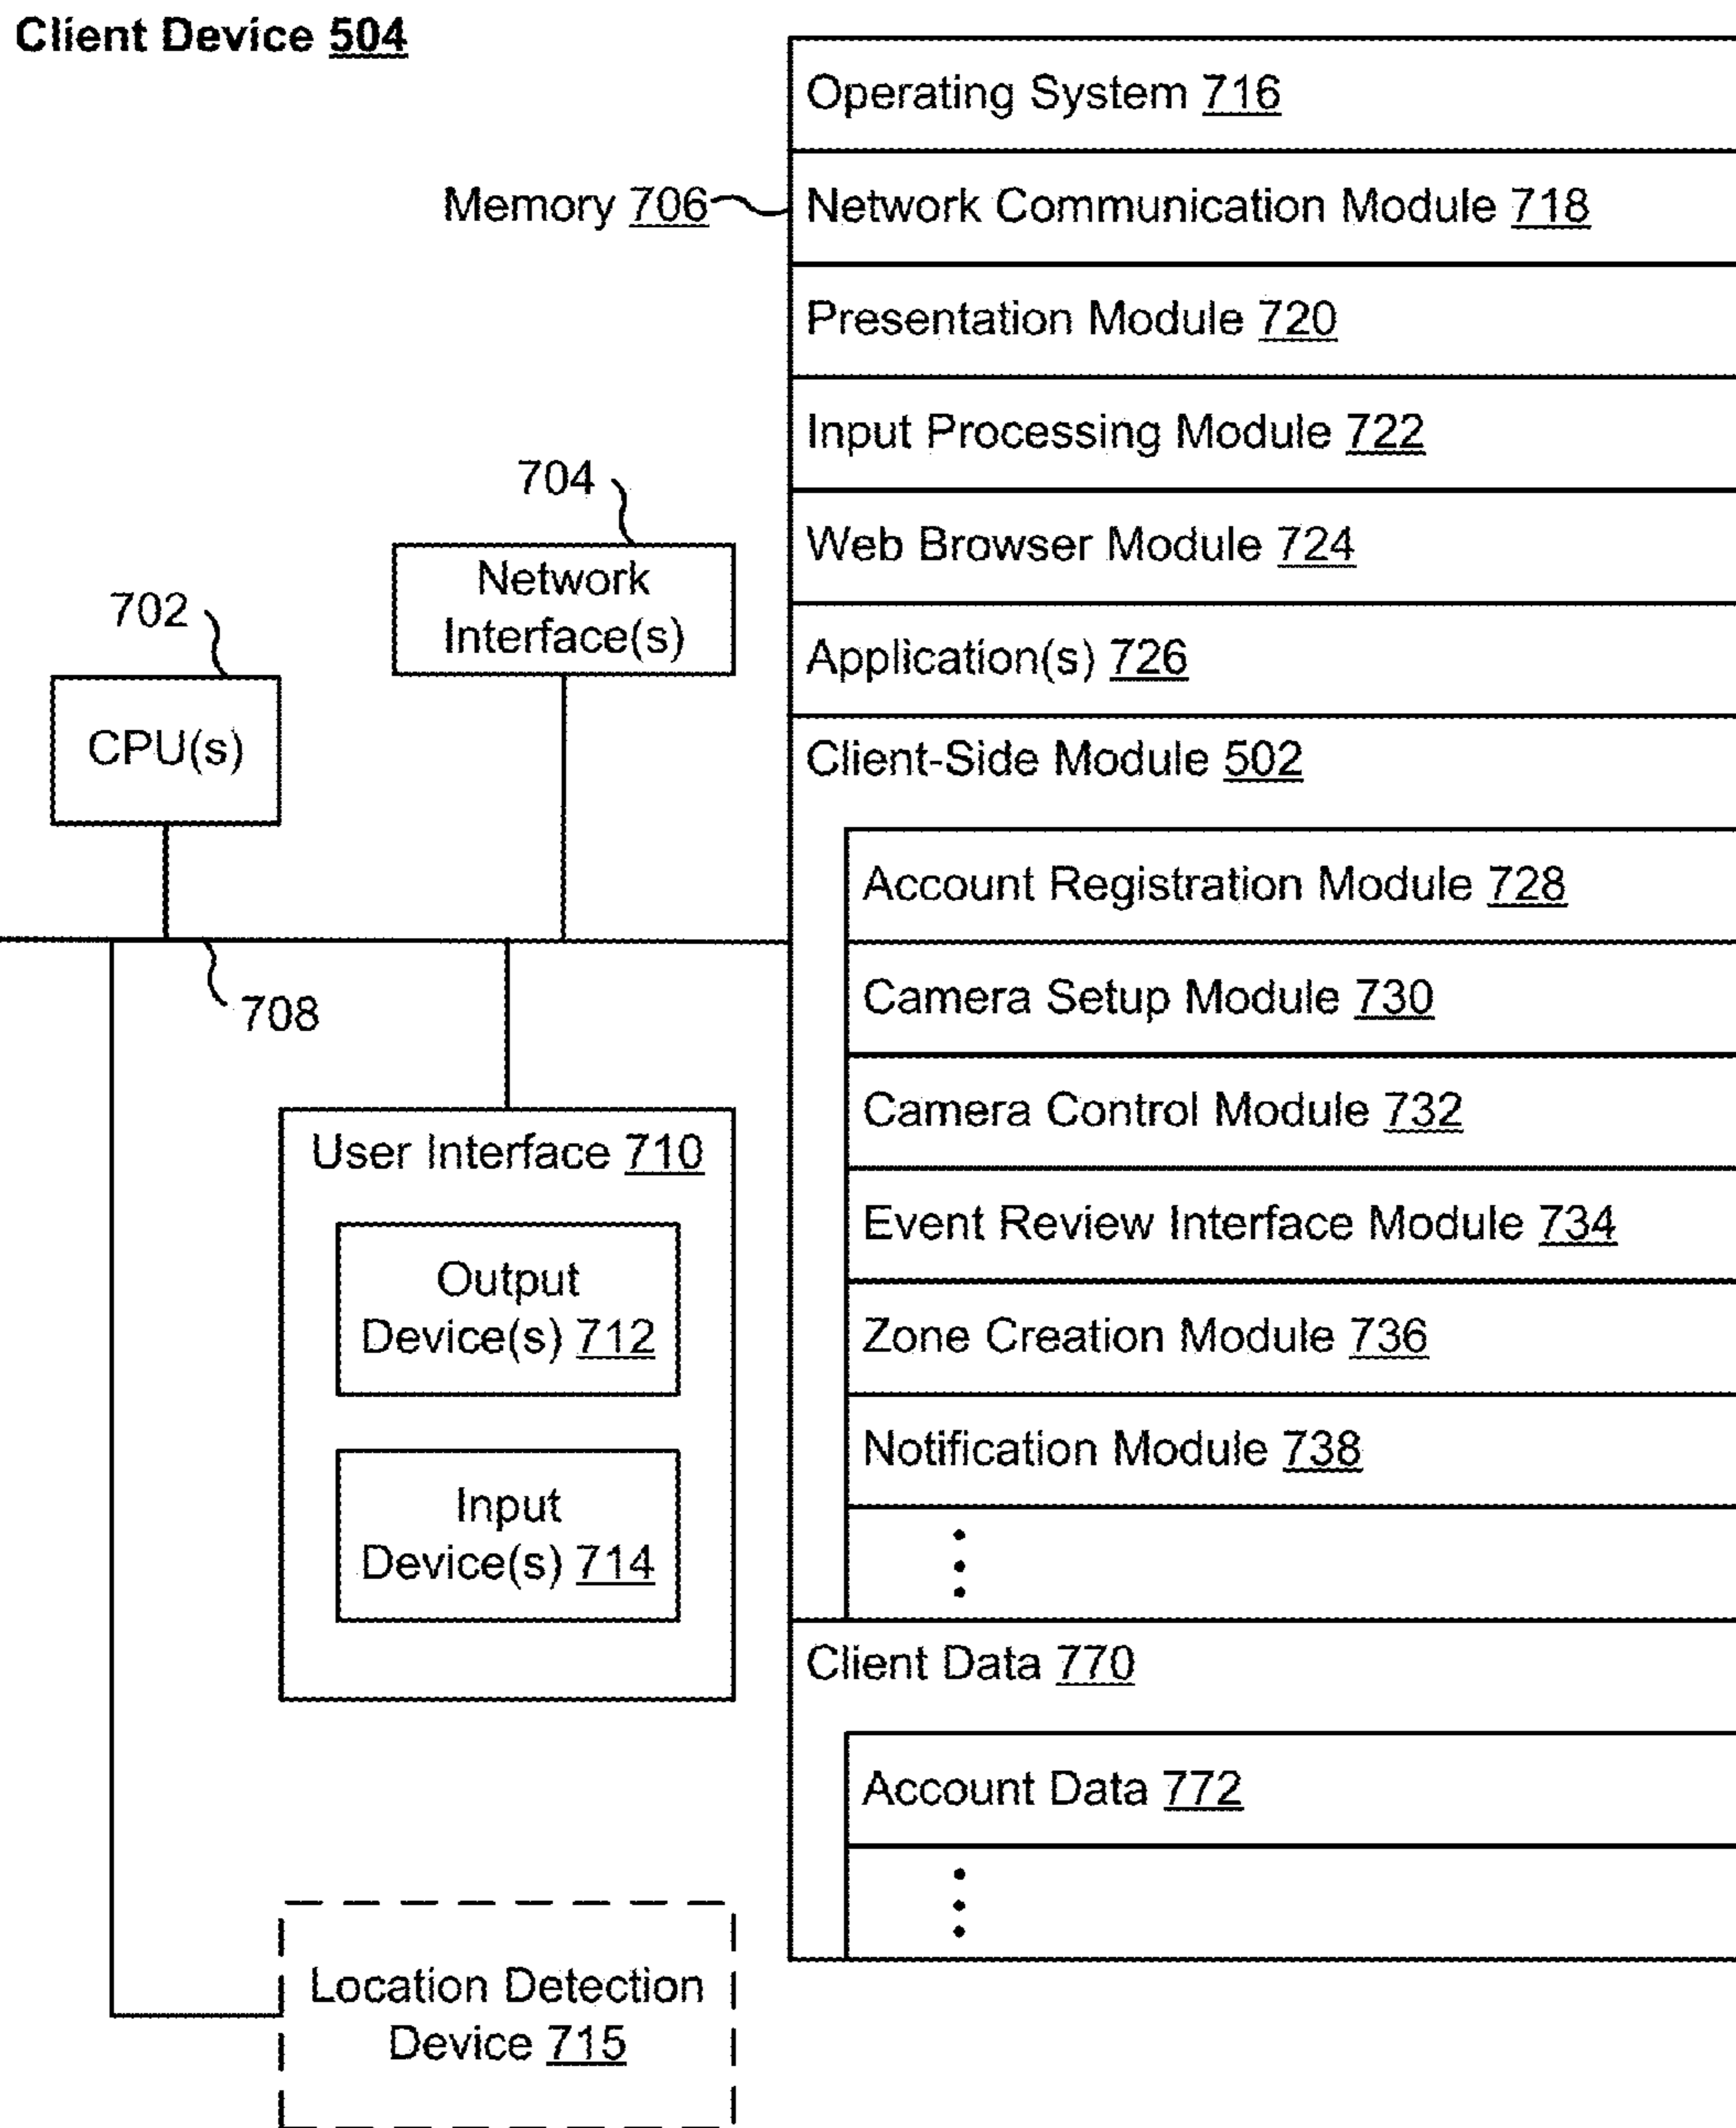 Client Device 504
Operating System 716
Memory 706
Network Communication Module 718
Presentation Module 720
Input Processing Module 722
704
Network
Interface(s)
Web Browser Module 724
702
CPU(s)
Application(s) 726
Client-Side Module 502
Account Registration Module 728
708
Camera Setup Module 730
Camera Control Module 732
User Interface 710
Output
Device(s) 712
Input
Device(s) 714
Event Review Interface Module 734
Zone Creation Module 736
Notification Module 738
Client Data 770
Account Data 772
Location Detection
Device 715